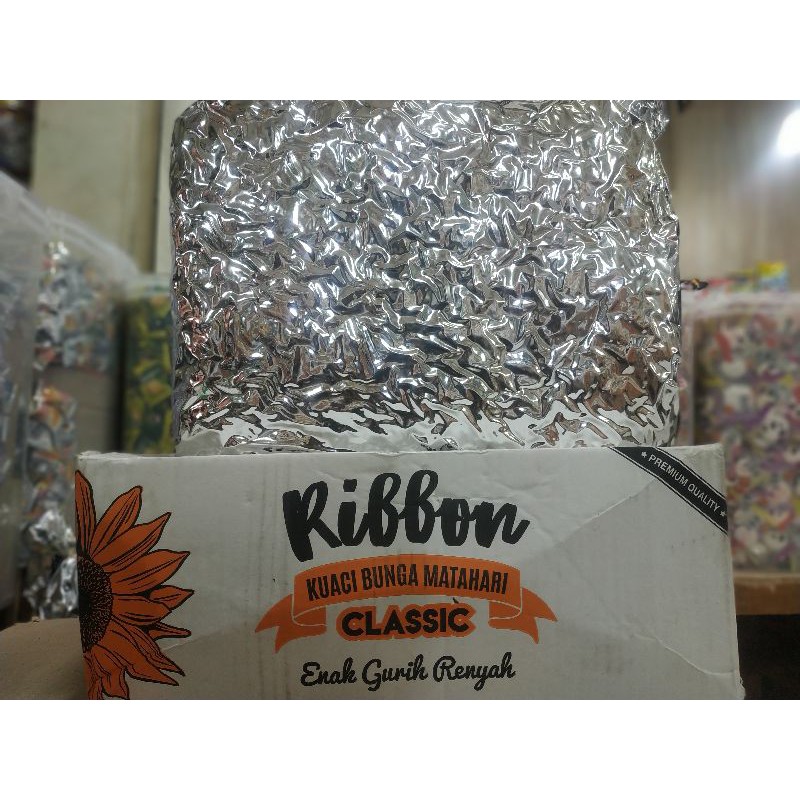 Ribbon
★ PREMIUM QUALITY ★
KUACI BUNGA MATAHARI
CLASSIC
Enak Gurih Renyah